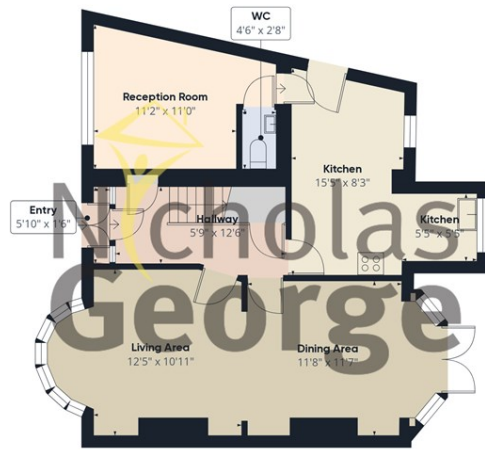 WC
4'6" x 2'8"
Reception Room
11'2" x 11'0"
Kitchen
15'5" x 8'3"
Entry
5'10" x 1'6"
Hallway
5'9" x 12'6"
Kitchen
5'5" x 5'5"
Nicholas
George
Living Area
12'5" x 10'11"
Dining Area
11'8" x 11'7"